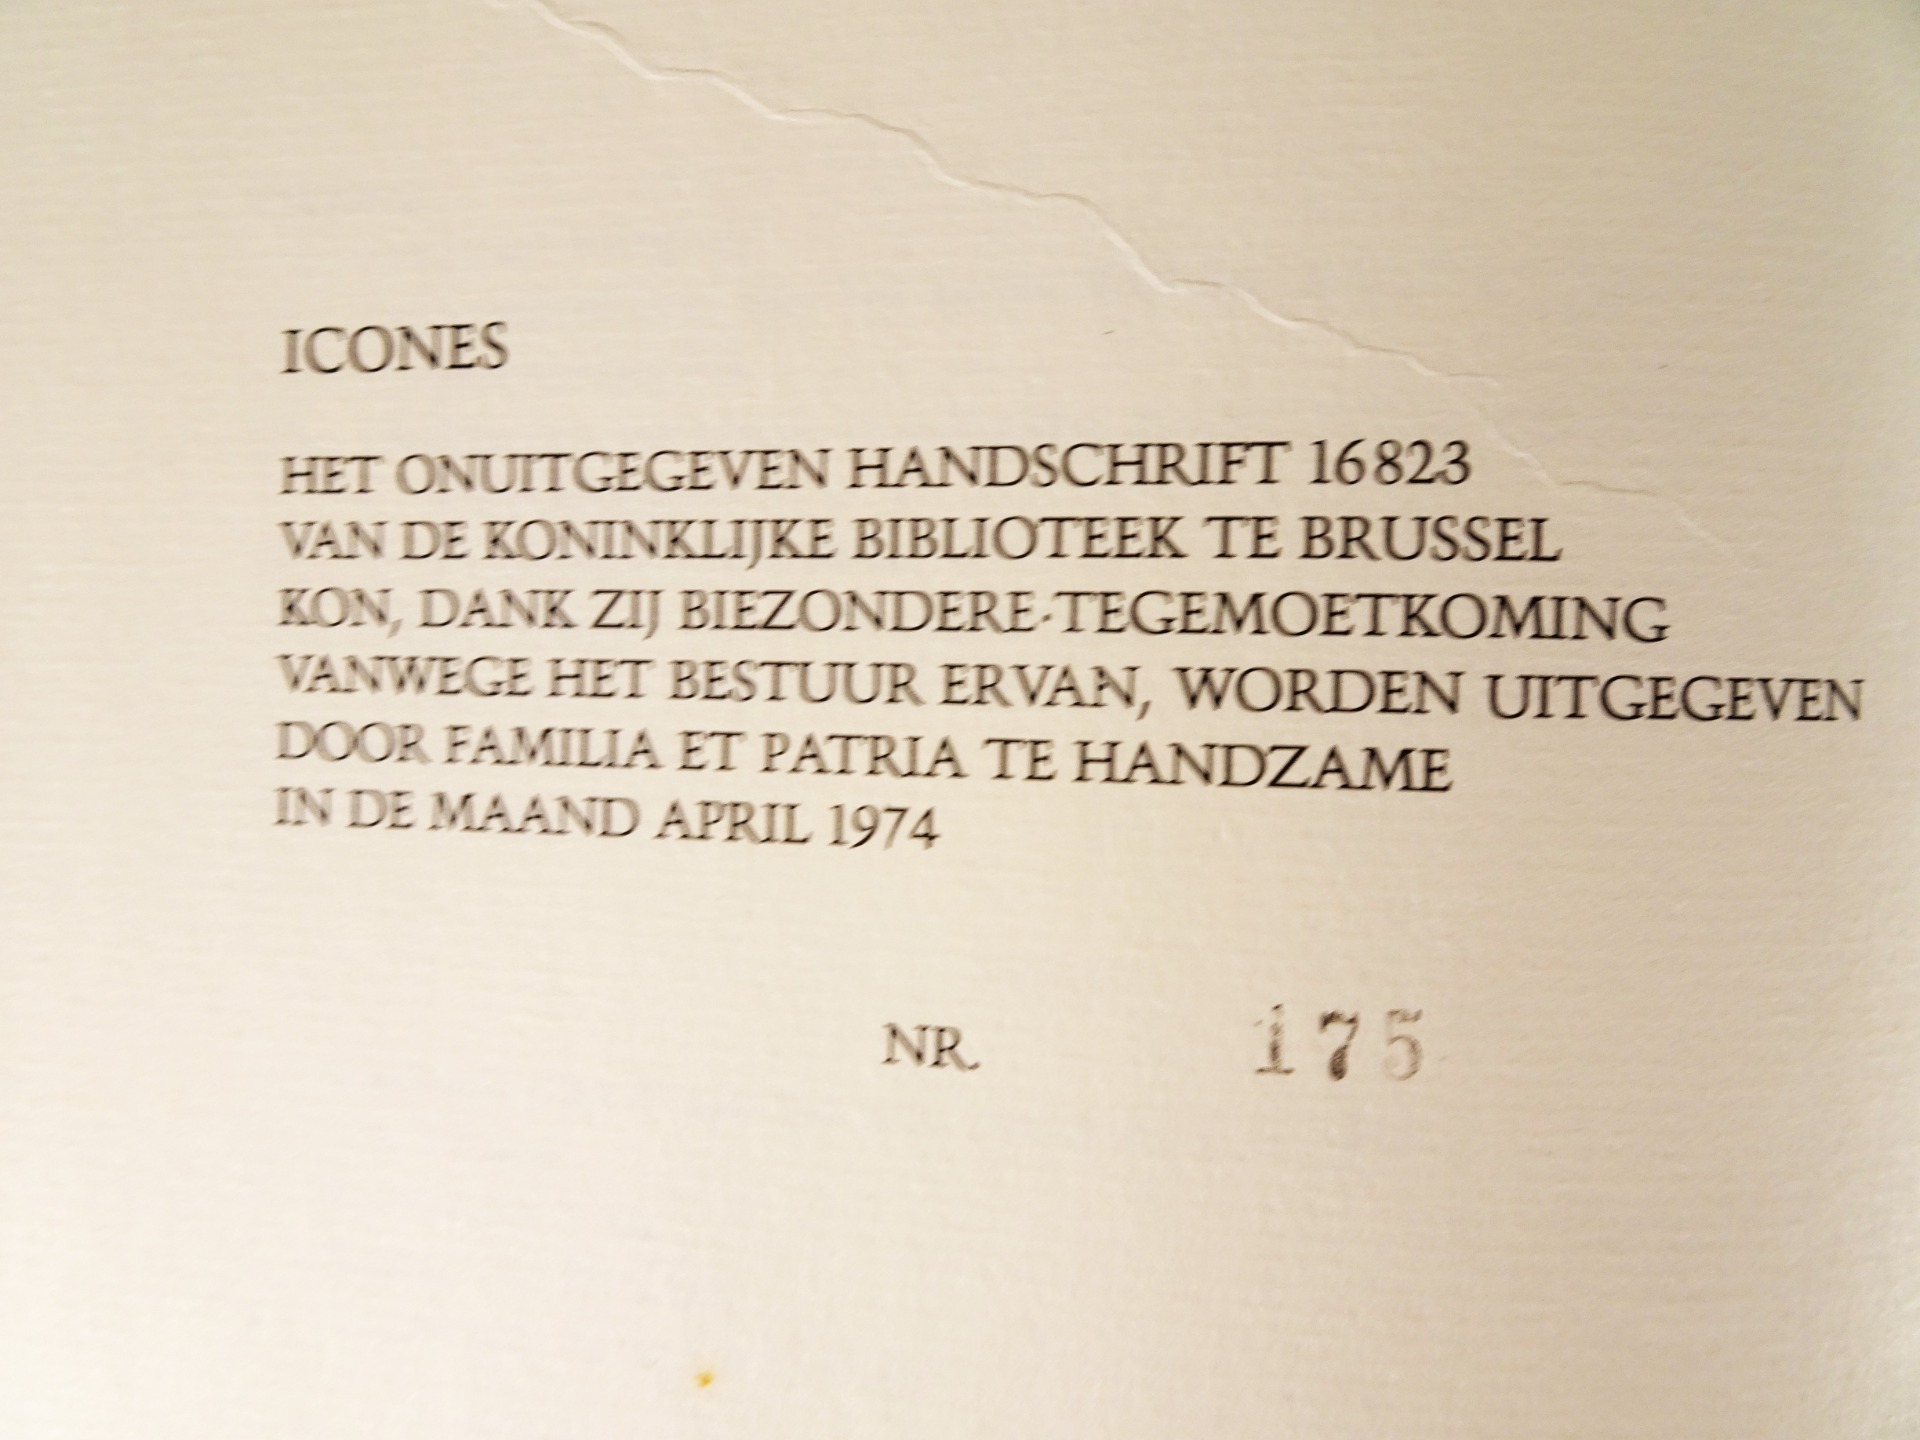 ICONES
HET ONUITGEGEVEN HANDSCHRIFT 16823
VAN DE KONINKLIJKE BIBLIOTEEK TE BRUSSEL
KON, DANK ZIJ BIEZONDERE·TEGEMOETKOMING
VANWEGE HET BESTUUR ERVAN, WORDEN UITGEGEVEN
DOOR FAMILIA ET PATRIA TE HANDZAME
IN DE MAAND APRIL 1974
NR. 175